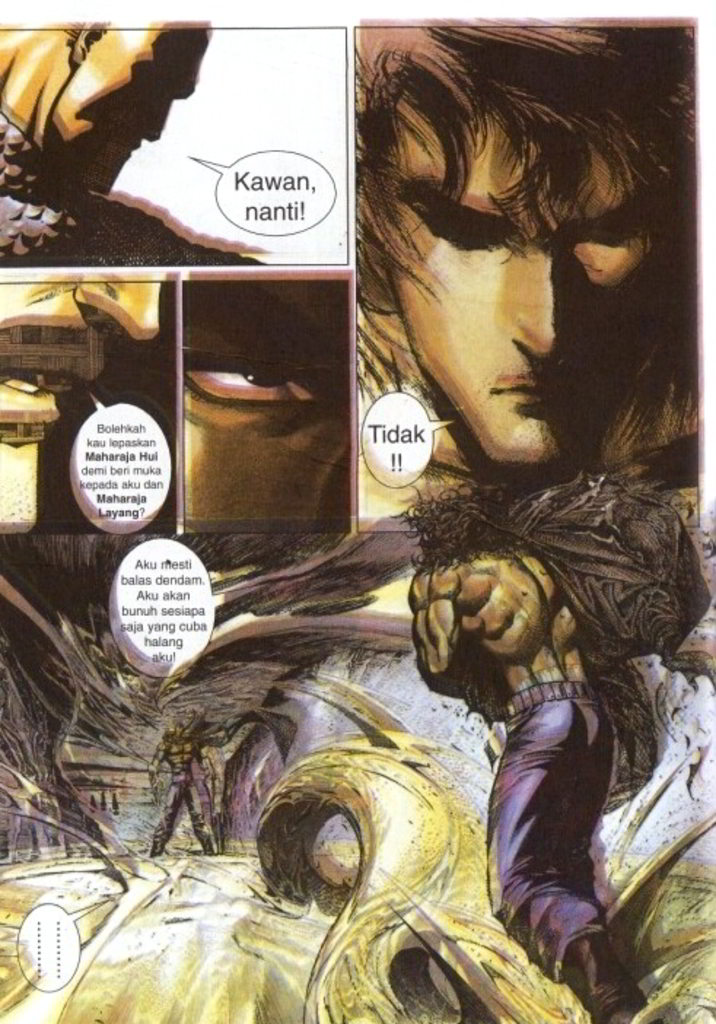 Kawan,
nanti!
Bolehkah
kau lepaskan
Maharaja Hui
demi beri muka
kepada aku dan
Maharaja
Layang?
Tidak
!!
Aku mesti
balas dendam.
Aku akan
bunuh sesiapa
saja yang cuba
halang
aku!